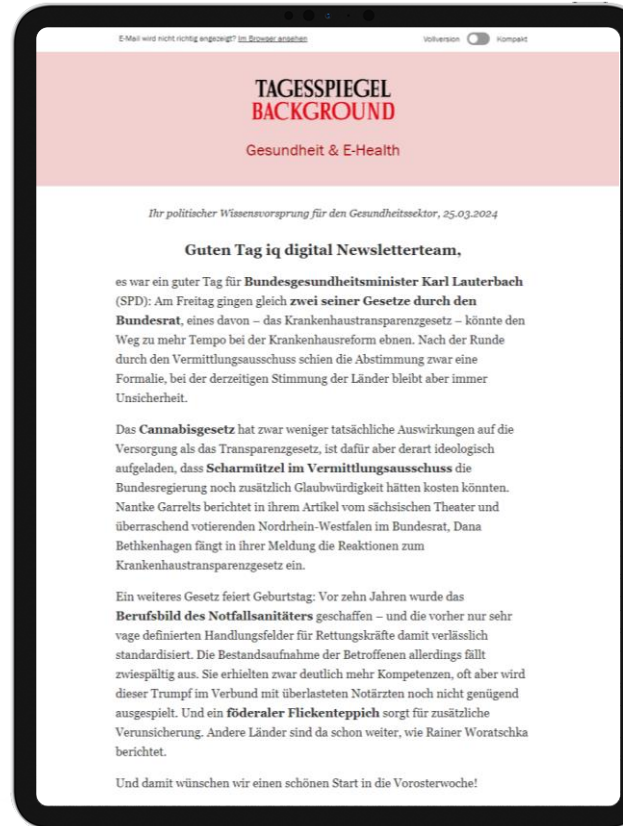 E-Mail wird nicht richtig angezeigt? Im Browser ansehen
Vollversion Kompakt
TAGESSPIEGEL
BACKGROUND
Gesundheit & E-Health
Ihr politischer Wissensvorsprung für den Gesundheitssektor, 25.03.2024
Guten Tag iq digital Newsletterteam,
es war ein guter Tag für Bundesgesundheitsminister Karl Lauterbach
(SPD): Am Freitag gingen gleich zwei seiner Gesetze durch den
Bundesrat, eines davon – das Krankenhaustransparenzgesetz – könnte den
Weg zu mehr Tempo bei der Krankenhausreform ebnen. Nach der Runde
durch den Vermittlungsausschuss schien die Abstimmung zwar eine
Formalie, bei der derzeitigen Stimmung der Länder bleibt aber immer
Unsicherheit.
Das Cannabisgesetz hat zwar weniger tatsächliche Auswirkungen auf die
Versorgung als das Transparenzgesetz, ist dafür aber derart ideologisch
aufgeladen, dass Scharmützel im Vermittlungsausschuss die
Bundesregierung noch zusätzlich Glaubwürdigkeit hätten kosten könnten.
Nantke Garrelts berichtet in ihrem Artikel vom sächsischen Theater und
überraschend votierenden Nordrhein-Westfalen im Bundesrat, Dana
Bethkenhagen fängt in ihrer Meldung die Reaktionen zum
Krankenhaustransparenzgesetz ein.
Ein weiteres Gesetz feiert Geburtstag: Vor zehn Jahren wurde das
Berufsbild des Notfallsanitäters geschaffen – und die vorher nur sehr
vage definierten Handlungsfelder für Rettungskräfte damit verlässlich
standardisiert. Die Bestandsaufnahme der Betroffenen allerdings fällt
zwiespältig aus. Sie erhielten zwar deutlich mehr Kompetenzen, oft aber wird
dieser Trumpf im Verbund mit überlasteten Notärzten noch nicht genügend
ausgespielt. Und ein föderaler Flickenteppich sorgt für zusätzliche
Verunsicherung. Andere Länder sind da schon weiter, wie Rainer Woratschka
berichtet.
Und damit wünschen wir einen schönen Start in die Vorosterwoche!